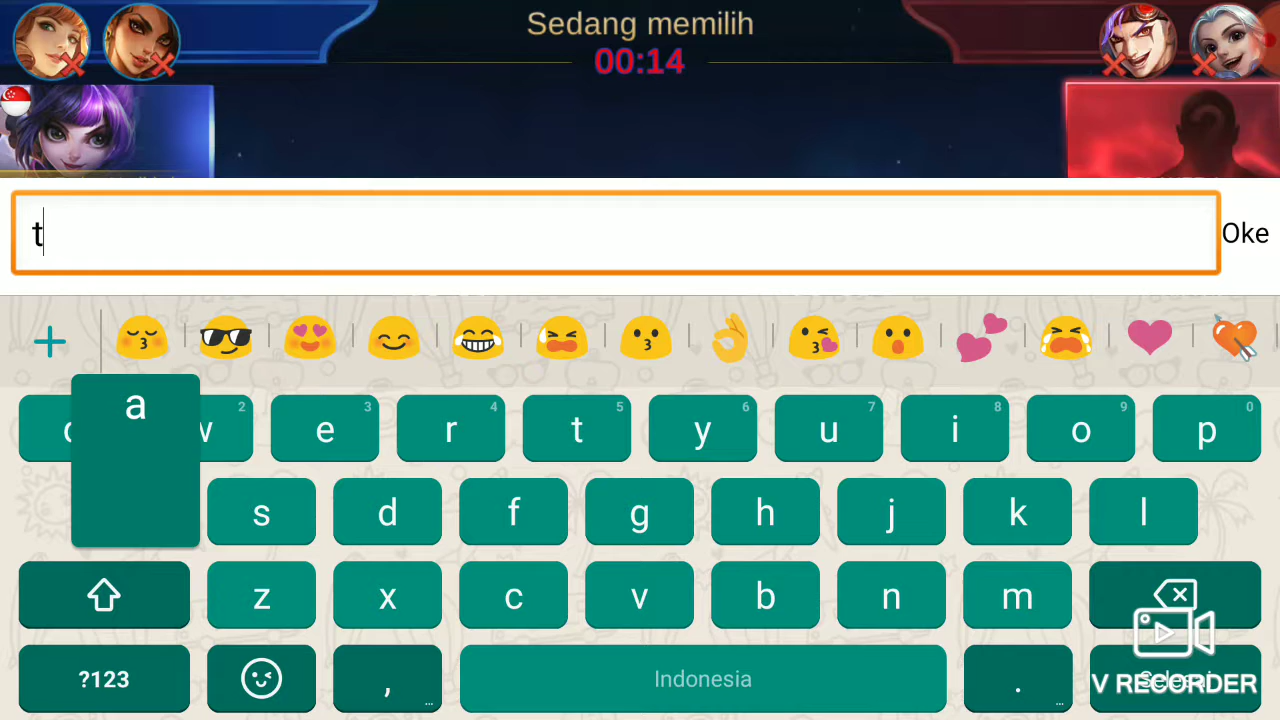 Sedang memilih
00:14
t
Oke
a
2 e 3 r 4 t 5 y 6 u 7 i 8 o 9 p 0
s d f g h j k l
z x c v b n m
?123 , ... Indonesia . ...
V RECORDER